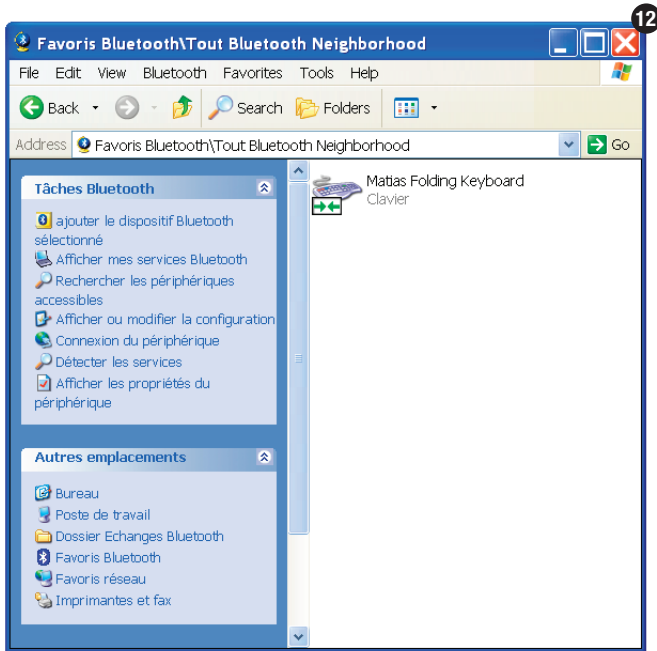 12
Favoris Bluetooth\Tout Bluetooth Neighborhood
File Edit View Bluetooth Favorites Tools Help
Back Search Folders
Address Favoris Bluetooth\Tout Bluetooth Neighborhood Go
Tâches Bluetooth
ajouter le dispositif Bluetooth
sélectionné
Afficher mes services Bluetooth
Rechercher les périphériques
accessibles
Afficher ou modifier la configuration
Connexion du périphérique
Détecter les services
Afficher les propriétés du
périphérique
Autres emplacements
Bureau
Poste de travail
Dossier Echanges Bluetooth
Favoris Bluetooth
Favoris réseau
Imprimantes et fax
Matias Folding Keyboard
Clavier